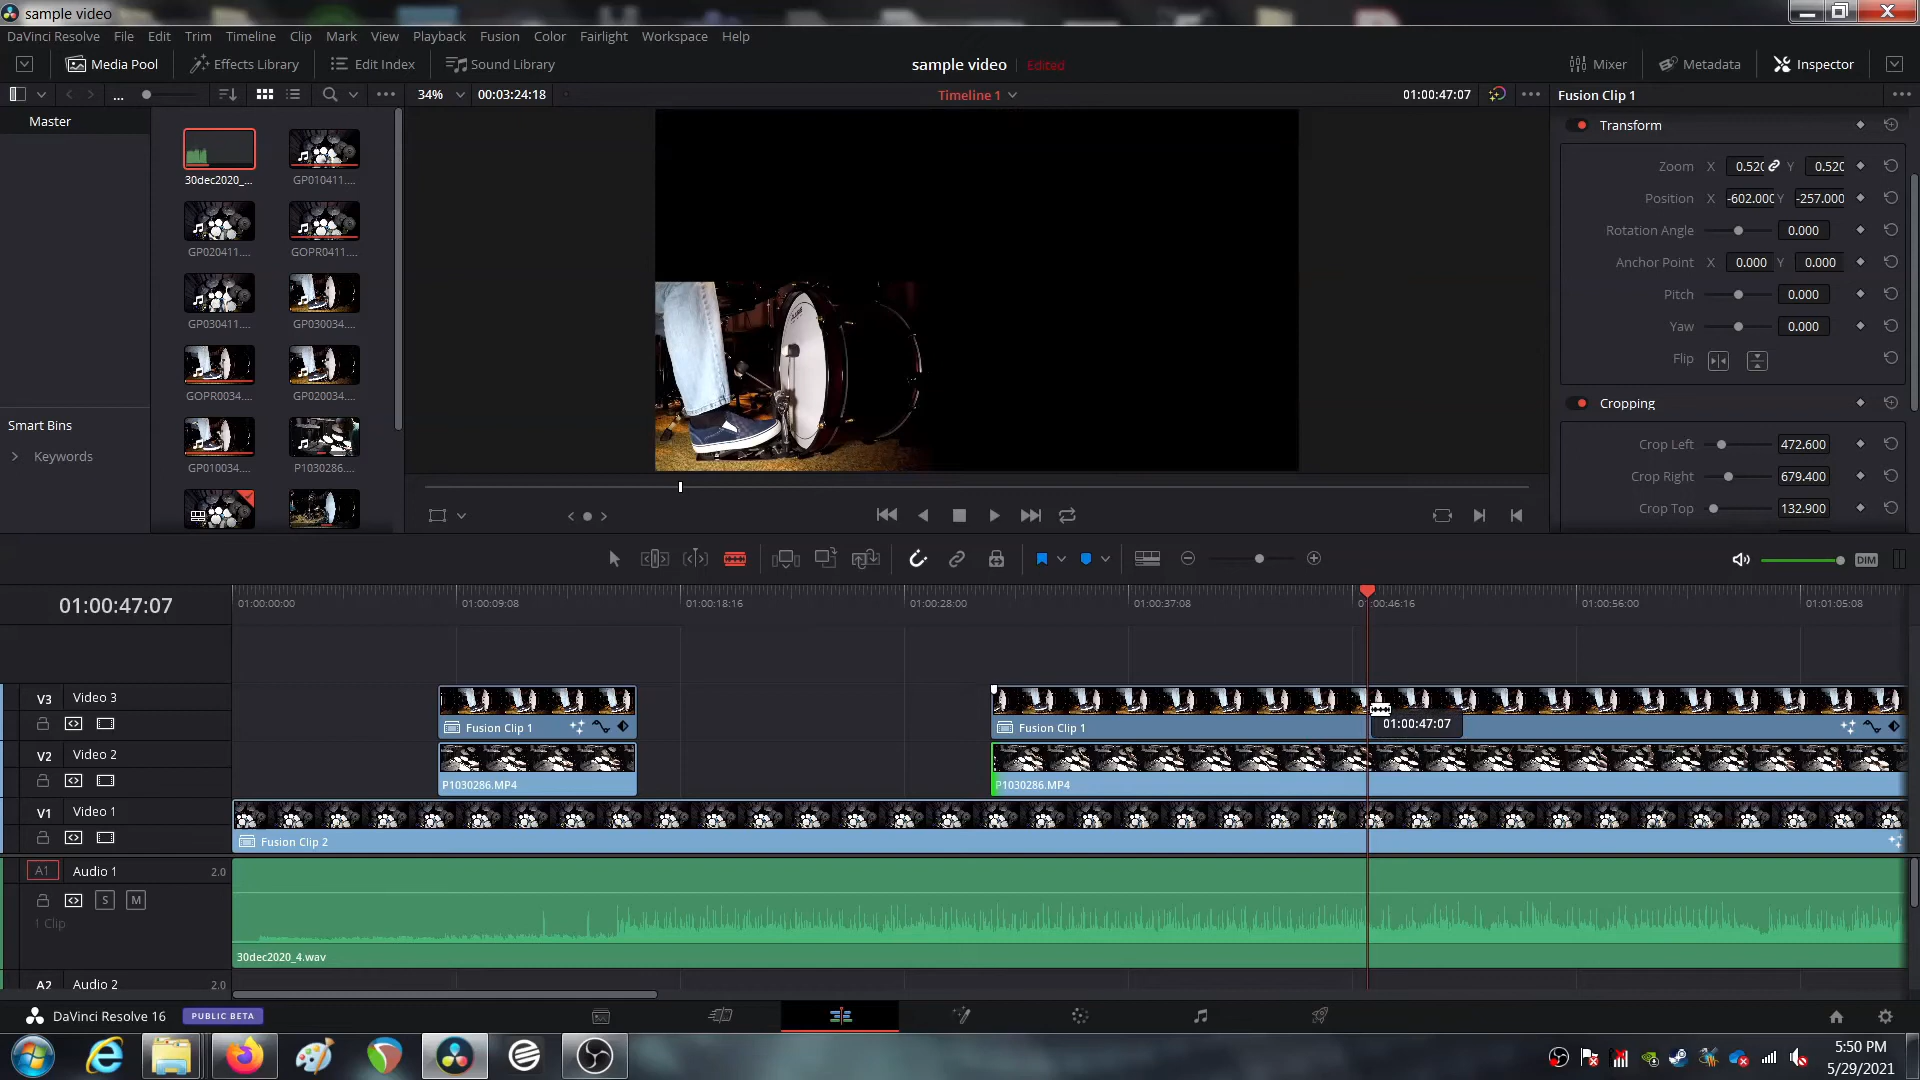 sample video
DaVinci Resolve File Edit Trim Timeline Clip Mark View Playback Fusion Color Fairlight Workspace Help
Media Pool Effects Library Edit Index Sound Library sample video Edited Mixer Metadata Inspector
... 34% 00:03:24:18 Timeline 1 01:00:47:07 Fusion Clip 1
Master
Transform
Zoom X 0.520 Y 0.520
Position X -602.000 Y -257.000
Rotation Angle 0.000
Anchor Point X 0.000 Y 0.000
Pitch 0.000
Yaw 0.000
Flip
Cropping
Crop Left 472.600
Crop Right 679.400
Crop Top 132.900
30dec2020_... GP010411....
GP020411.... GOPR0411....
GP030411.... GP030034....
GOPR0034.... GP020034....
GP010034.... P1030286....
Smart Bins
Keywords
DIM
01:00:47:07
01:00:00:00 01:00:09:08 01:00:18:16 01:00:28:00 01:00:37:08 01:00:46:16 01:00:56:00 01:01:05:08
V3 Video 3
Fusion Clip 1 Fusion Clip 1 01:00:47:07
V2 Video 2
P1030286.MP4 P1030286.MP4
V1 Video 1
Fusion Clip 2
A1 Audio 1 2.0
S M
1 Clip
30dec2020_4.wav
A2 Audio 2 2.0
DaVinci Resolve 16 PUBLIC BETA
5:50 PM
5/29/2021